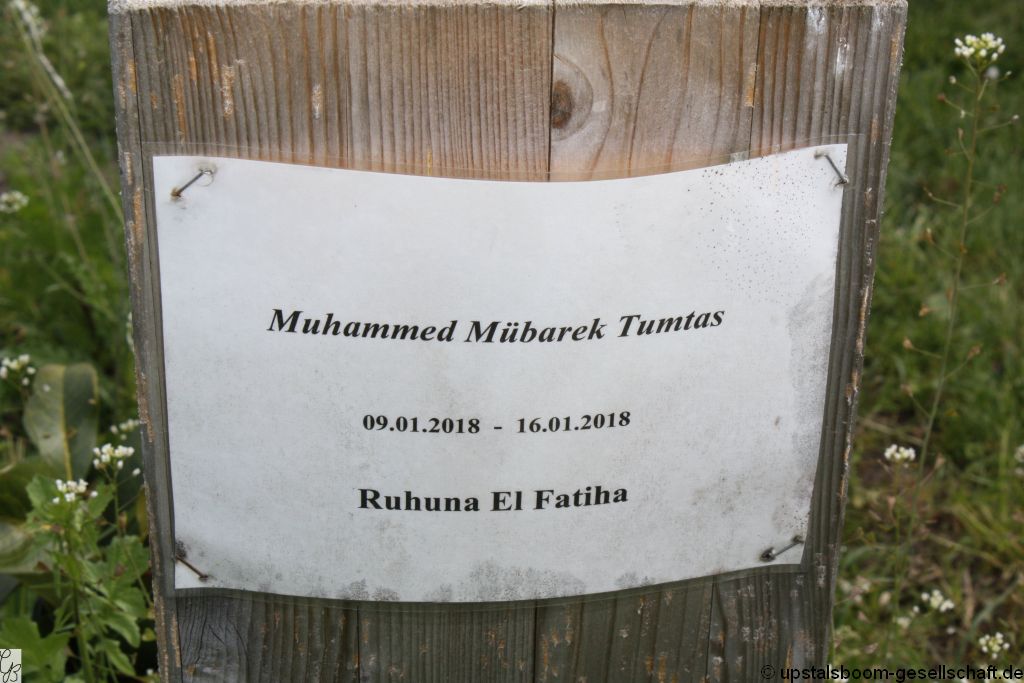 Muhammed Mübarek Tumtas
09.01.2018 - 16.01.2018
Ruhuna El Fatiha
© upstalsboom-gesellschaft.de